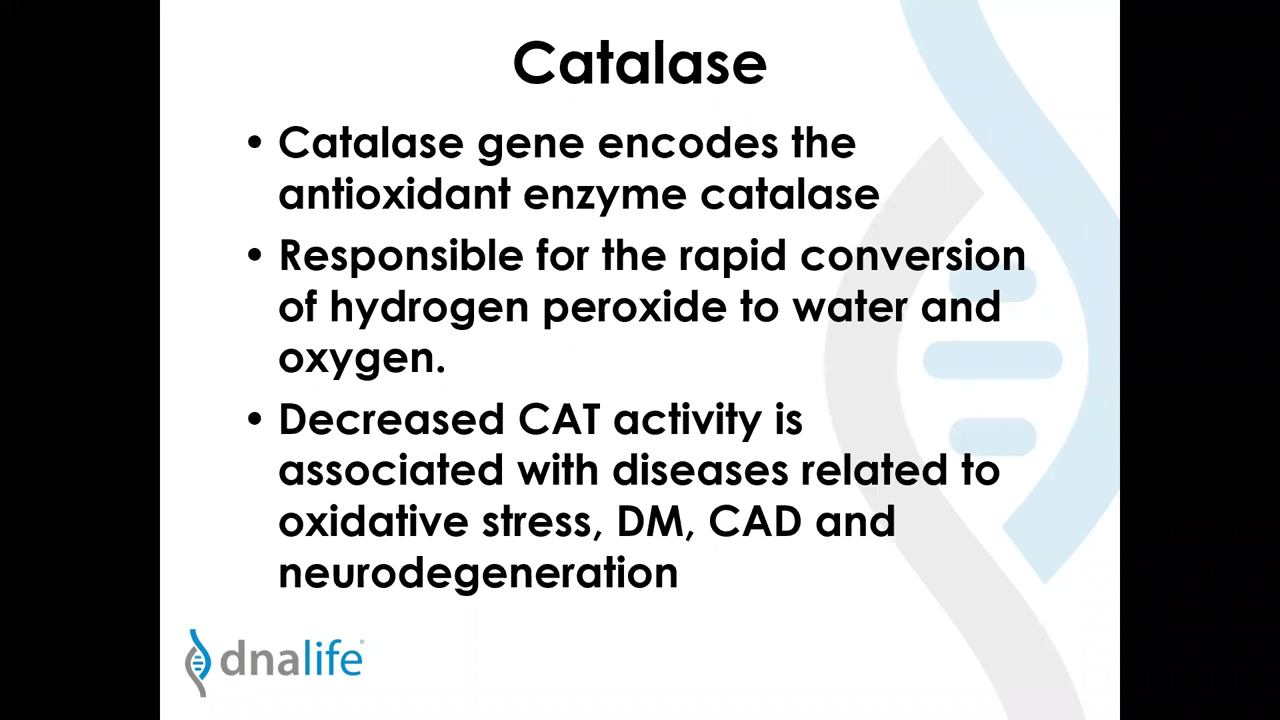 Catalase
• Catalase gene encodes the
antioxidant enzyme catalase
• Responsible for the rapid conversion
of hydrogen peroxide to water and
oxygen.
• Decreased CAT activity is
associated with diseases related to
oxidative stress, DM, CAD and
neurodegeneration
dnalife